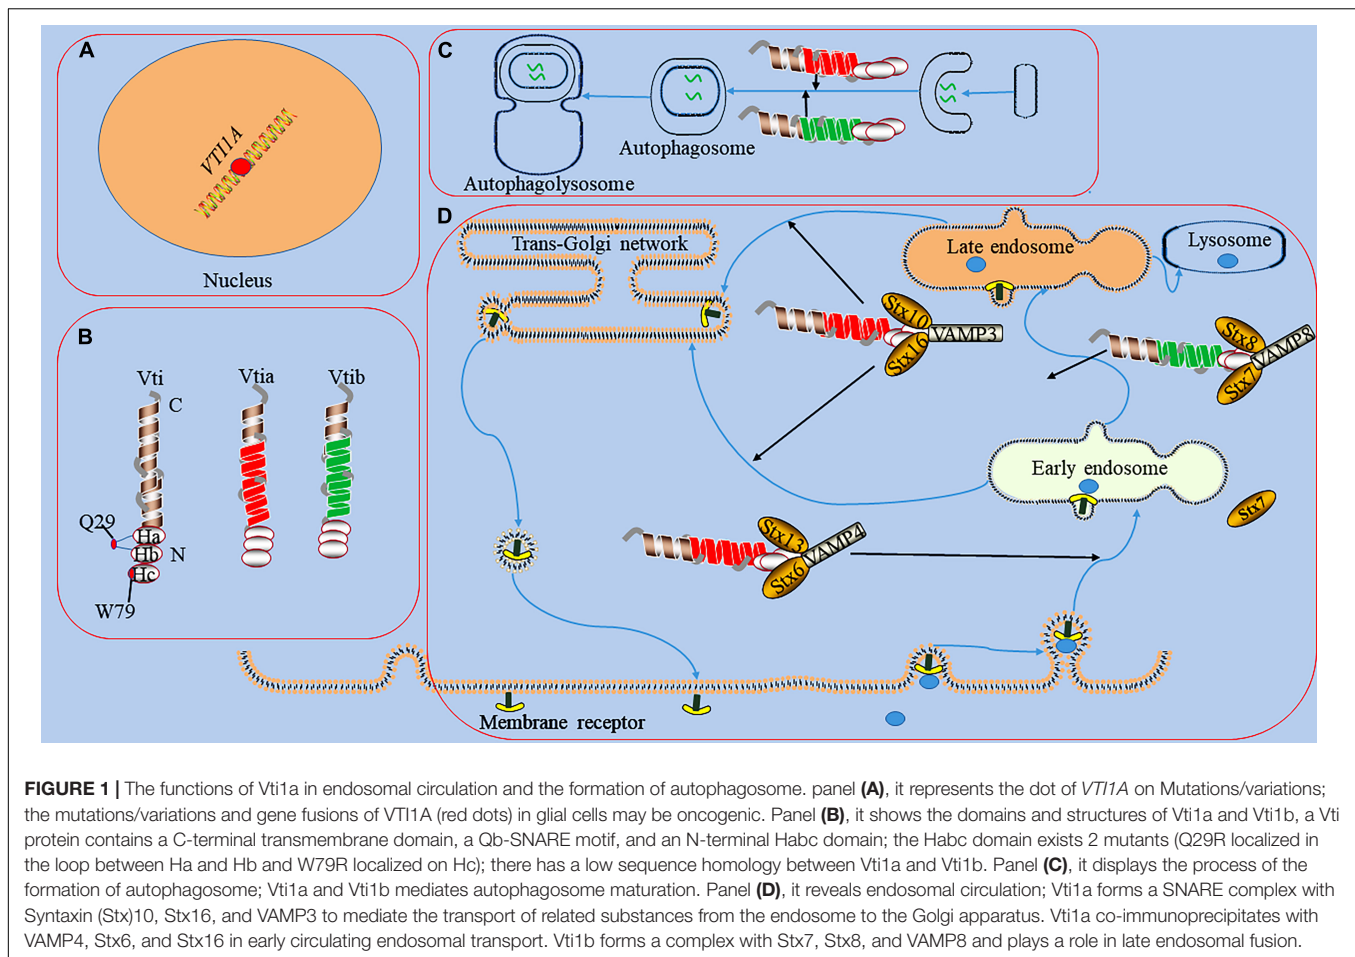 A
VTI1A
Nucleus
B
Vti
C
Vtia
Vtib
Q29
Ha
Hb
N
Hc
W79
C
Autophagosome
Autophagolysosome
D
Trans-Golgi network
Late endosome
Lysosome
Stx10
Stx16
VAMP3
Stx8
Stx7
VAMP8
Early endosome
Stx7
Stx13
Stx6
VAMP4
Membrane receptor
FIGURE 1 | The functions of Vti1a in endosomal circulation and the formation of autophagosome. panel (A), it represents the dot of VTI1A on Mutations/variations;
the mutations/variations and gene fusions of VTI1A (red dots) in glial cells may be oncogenic. Panel (B), it shows the domains and structures of Vti1a and Vti1b, a Vti
protein contains a C-terminal transmembrane domain, a Qb-SNARE motif, and an N-terminal Habc domain; the Habc domain exists 2 mutants (Q29R localized in
the loop between Ha and Hb and W79R localized on Hc); there has a low sequence homology between Vti1a and Vti1b. Panel (C), it displays the process of the
formation of autophagosome; Vti1a and Vti1b mediates autophagosome maturation. Panel (D), it reveals endosomal circulation; Vti1a forms a SNARE complex with
Syntaxin (Stx)10, Stx16, and VAMP3 to mediate the transport of related substances from the endosome to the Golgi apparatus. Vti1a co-immunoprecipitates with
VAMP4, Stx6, and Stx16 in early circulating endosomal transport. Vti1b forms a complex with Stx7, Stx8, and VAMP8 and plays a role in late endosomal fusion.